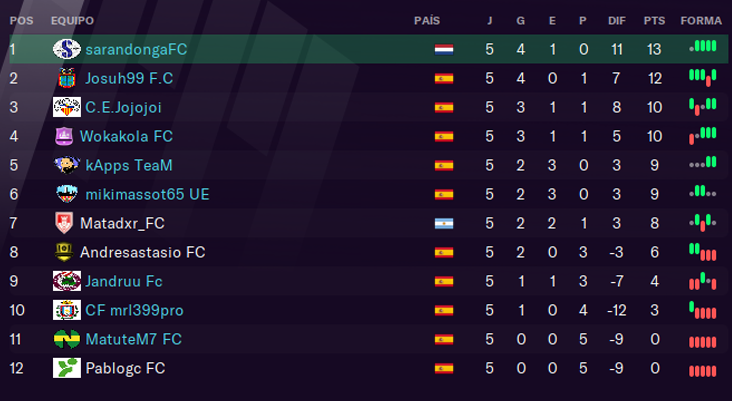 POS EQUIPO PAÍS J G E P DIF PTS FORMA
1 sarandongaFC 5 4 1 0 11 13
2 Josuh99 F.C 5 4 0 1 7 12
3 C.E.Jojojoi 5 3 1 1 8 10
4 Wokakola FC 5 3 1 1 5 10
5 kApps TeaM 5 2 3 0 3 9
6 mikimassot65 UE 5 2 3 0 3 9
7 Matadxr_FC 5 2 2 1 3 8
8 Andresastasio FC 5 2 0 3 -3 6
9 Jandruu Fc 5 1 1 3 -7 4
10 CF mrl399pro 5 1 0 4 -12 3
11 MatuteM7 FC 5 0 0 5 -9 0
12 Pablogc FC 5 0 0 5 -9 0